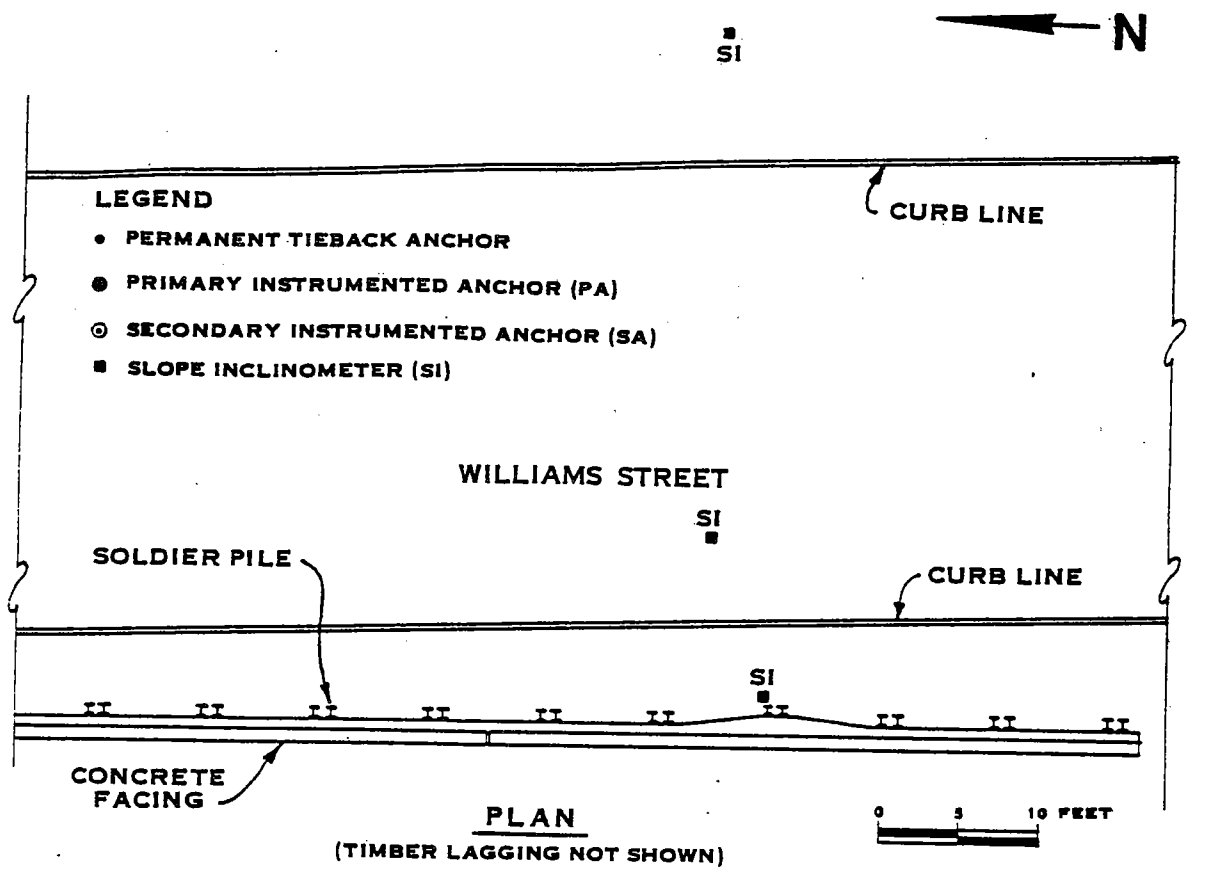 N
SI
CURB LINE
LEGEND
PERMANENT TIEBACK ANCHOR
PRIMARY INSTRUMENTED ANCHOR (PA)
SECONDARY INSTRUMENTED ANCHOR (SA)
SLOPE INCLINOMETER (SI)
WILLIAMS STREET
SI
SOLDIER PILE
CURB LINE
SI
CONCRETE
FACING
PLAN
(TIMBER LAGGING NOT SHOWN)
0 5 10 FEET